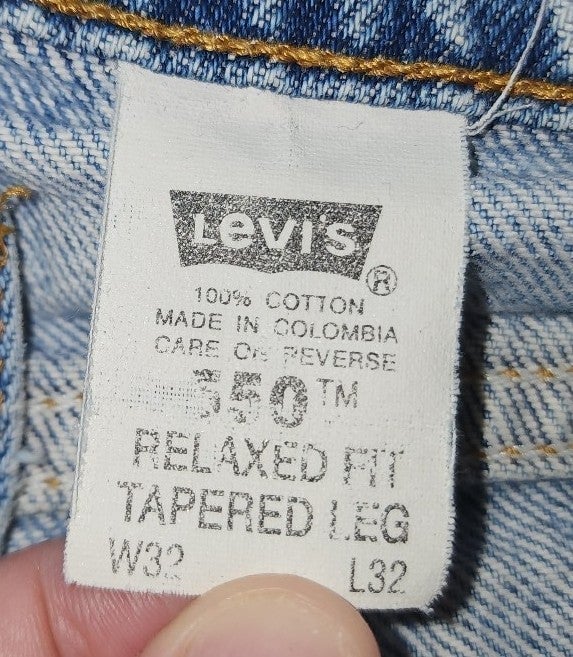 Levi's ®
100% COTTON
MADE IN COLOMBIA
CARE ON REVERSE
550™
RELAXED FIT
TAPERED LEG
W32 L32